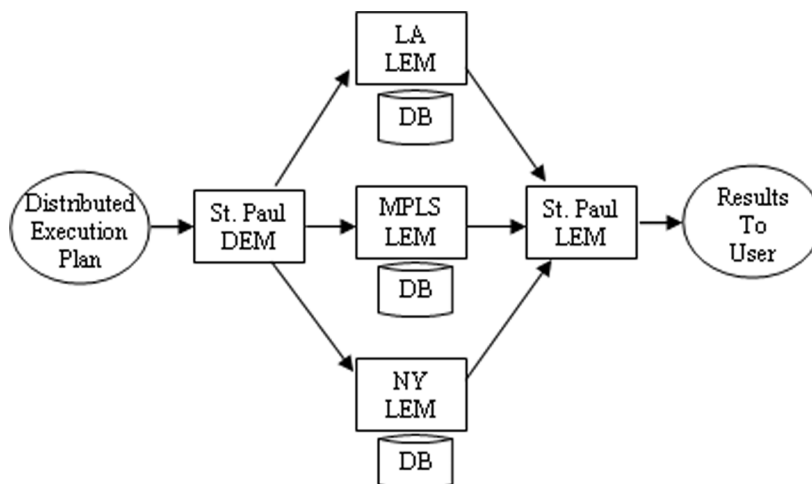 LA
LEM
DB
Distributed
Execution
Plan
St. Paul
DEM
MPLS
LEM
DB
St. Paul
LEM
Results
To
User
NY
LEM
DB